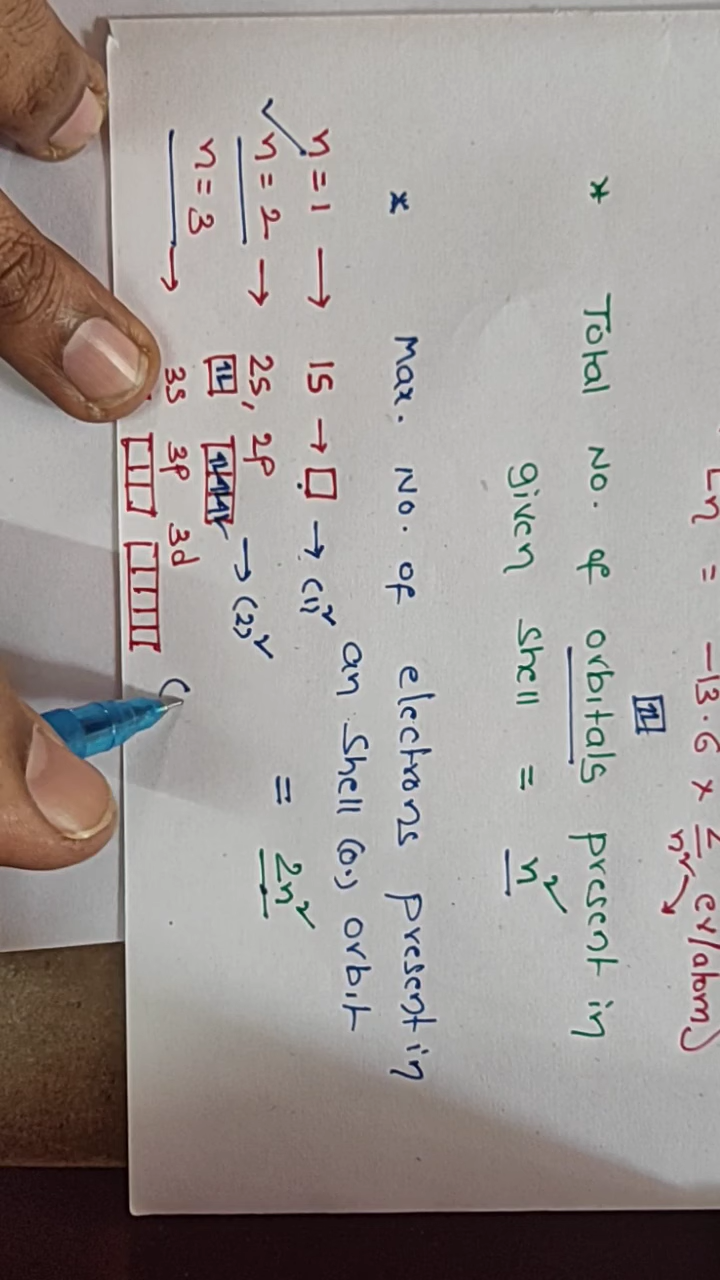 En = -13.6 × Z/n² ev/atom)
* Total No. of orbitals present in
given shell = n²
* Max. No. of electrons present in
an shell (or) orbit
= 2n²
n = 1 → 1s → □ → (1)²
n = 2 → 2s, 2p
→ (2)²
n = 3 → 3s 3p 3d
(